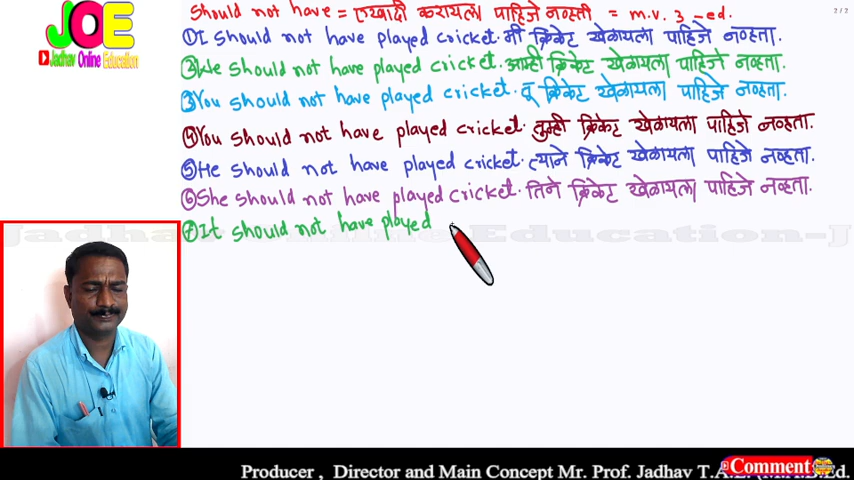 JOE
Jadhav Online Education
2/2
Should not have = एखादी करायला पाहिजे नव्हती = m.v. 3 -ed.
①I should not have played cricket. मी क्रिकेट खेळायला पाहिजे नव्हता.
②We should not have played cricket. आम्ही क्रिकेट खेळायला पाहिजे नव्हता.
③You should not have played cricket. तू क्रिकेट खेळायला पाहिजे नव्हता.
④You should not have played cricket. तुम्ही क्रिकेट खेळायला पाहिजे नव्हता.
⑤He should not have played cricket. त्याने क्रिकेट खेळायला पाहिजे नव्हता.
⑥She should not have played cricket. तिने क्रिकेट खेळायला पाहिजे नव्हता.
⑦It should not have played
Producer , Director and Main Concept Mr. Prof. Jadhav T.A.
Comment